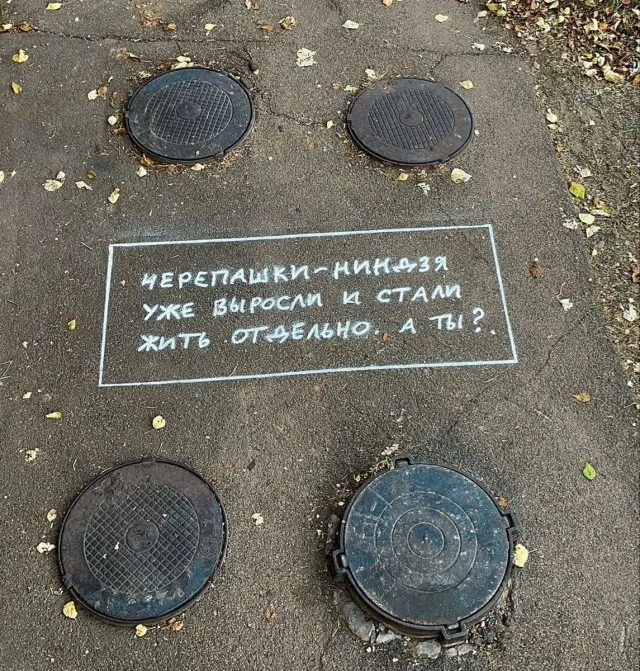 ЧЕРЕПАШКИ-НИНДЗЯ
УЖЕ ВЫРОСЛИ И СТАЛИ
ЖИТЬ ОТДЕЛЬНО. А ТЫ?